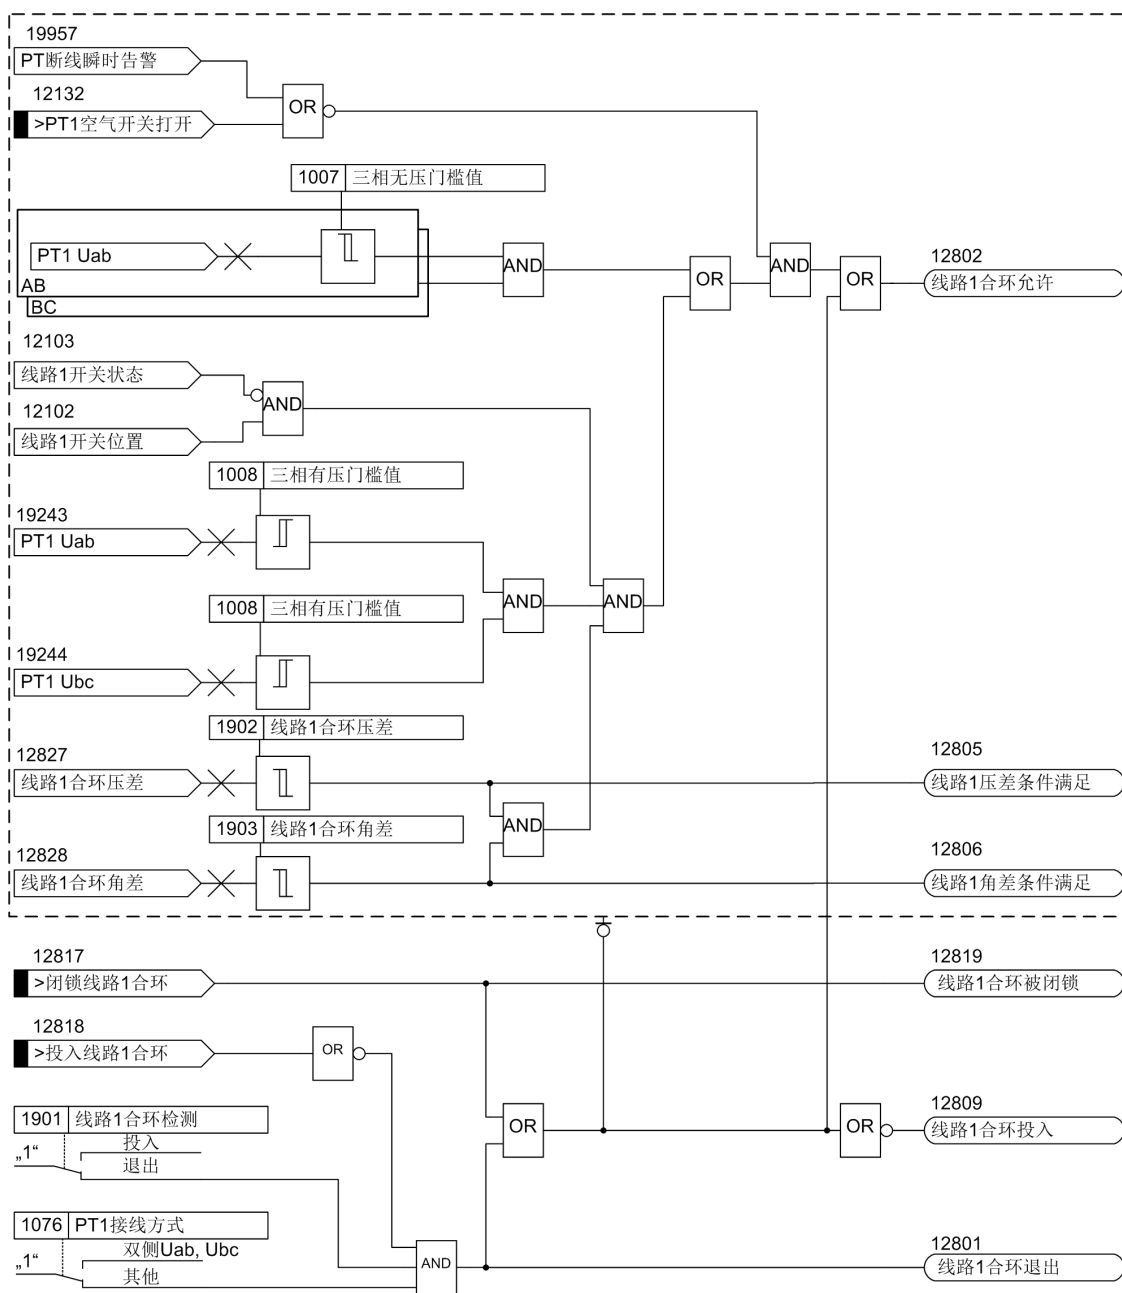 19957
PT断线瞬时告警
12132
>PT1空气开关打开
OR
1007 三相无压门槛值
PT1 Uab
AB
BC
AND
OR
AND
OR
12802
线路1合环允许
12103
线路1开关状态
12102
线路1开关位置
AND
1008 三相有压门槛值
19243
PT1 Uab
1008 三相有压门槛值
AND
AND
19244
PT1 Ubc
1902 线路1合环压差
12827
线路1合环压差
12805
线路1压差条件满足
AND
1903 线路1合环角差
12828
线路1合环角差
12806
线路1角差条件满足
12817
>闭锁线路1合环
12819
线路1合环被闭锁
12818
>投入线路1合环
OR
1901 线路1合环检测
„1“
投入
退出
OR
OR
12809
线路1合环投入
1076 PT1接线方式
„1“
双侧Uab, Ubc
其他
AND
12801
线路1合环退出